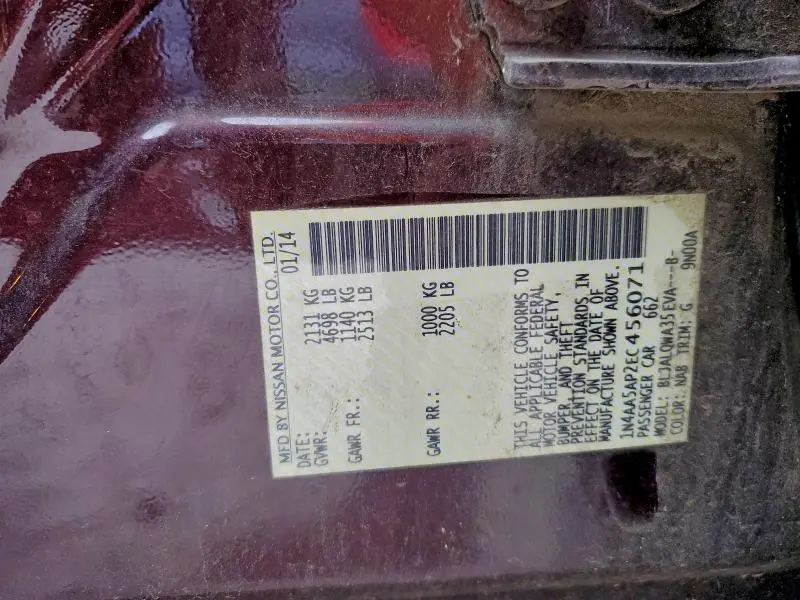 MFD BY NISSAN MOTOR CO., LTD.
DATE: 01/14
GVWR: 2131 KG
4698 LB
GAWR FR.: 1140 KG
2513 LB
GAWR RR.: 1000 KG
2205 LB
THIS VEHICLE CONFORMS TO
ALL APPLICABLE FEDERAL
MOTOR VEHICLE SAFETY,
BUMPER, AND THEFT
PREVENTION STANDARDS IN
EFFECT ON THE DATE OF
MANUFACTURE SHOWN ABOVE.
1N4AA5AP2EC456071
PASSENGER CAR 662
MODEL: BLJALQWA35EVA---B-
COLOR: NAB TRIM: G 9N00A